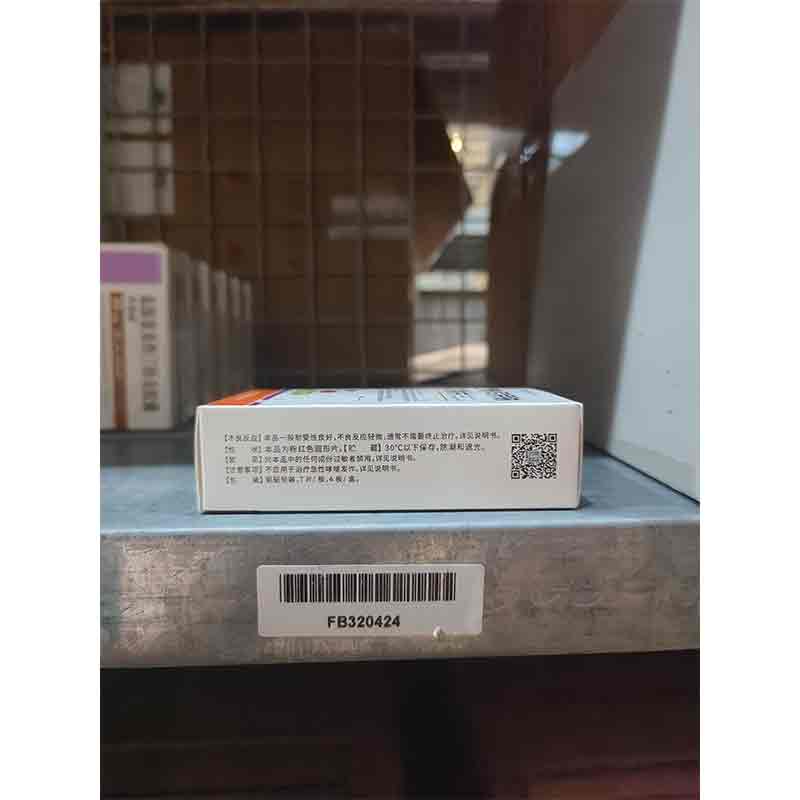 【不良反应】本品一般耐受性良好,不良反应轻微,通常不需要终止治疗,详见说明书。
【性 状】本品为粉红色圆形片。【贮 藏】30℃以下保存,防潮和遮光。
【禁 忌】对本品中的任何成份过敏者禁用,详见说明书。
【注意事项】不应用于治疗急性哮喘发作。详见说明书。
【包 装】铝铝包装,7片/板,4板/盒。
FB320424